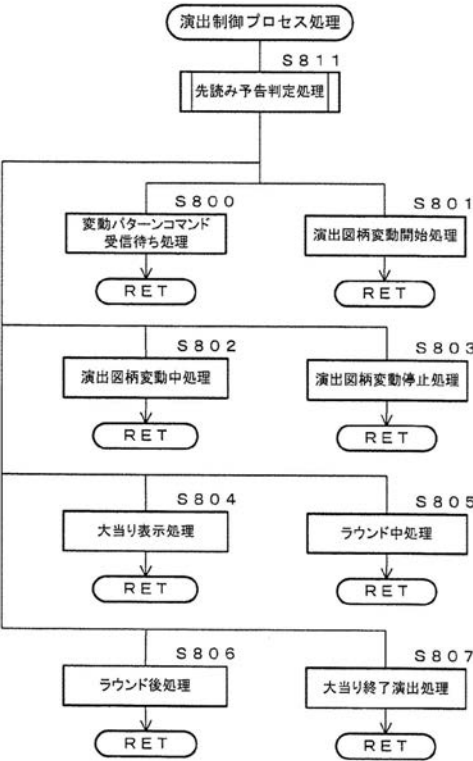 演出制御プロセス処理
S811
先読み予告判定処理
S800
変動パターンコマンド
受信待ち処理
RET
S801
演出図柄変動開始処理
RET
S802
演出図柄変動中処理
RET
S803
演出図柄変動停止処理
RET
S804
大当り表示処理
RET
S805
ラウンド中処理
RET
S806
ラウンド後処理
RET
S807
大当り終了演出処理
RET